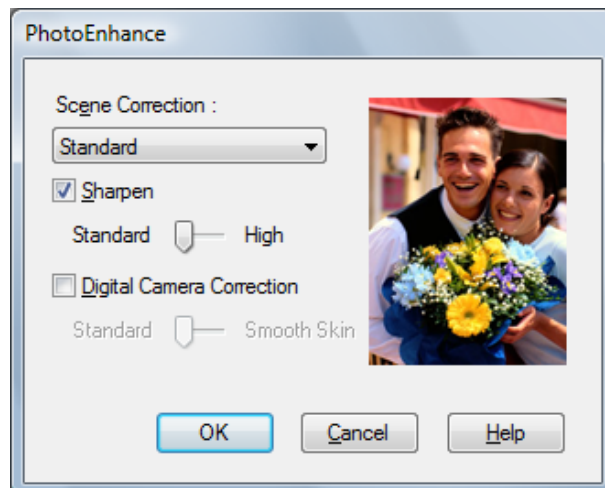 PhotoEnhance
Scene Correction :
Standard
Sharpen
Standard High
Digital Camera Correction
Standard Smooth Skin
OK Cancel Help